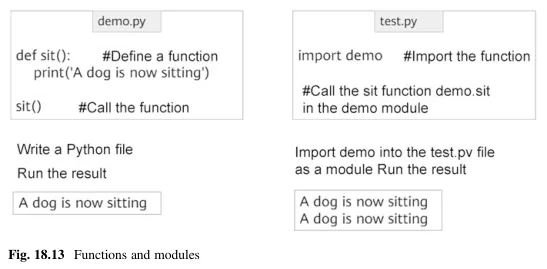 demo.py
def sit(): #Define a function
print('A dog is now sitting')
sit() #Call the function
Write a Python file
Run the result
A dog is now sitting
test.py
import demo #Import the function
#Call the sit function demo.sit
in the demo module
Import demo into the test.pv file
as a module Run the result
A dog is now sitting
A dog is now sitting
Fig. 18.13 Functions and modules